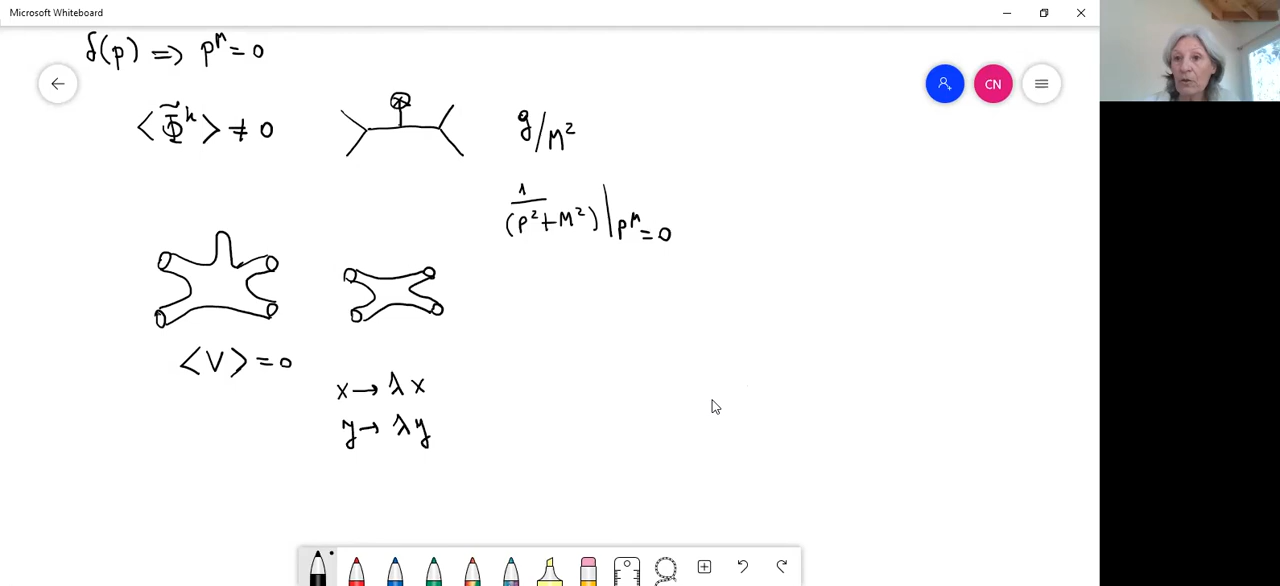 Microsoft Whiteboard
δ(p) => p^μ = 0
<Φ̃^k> ≠ 0
g/M²
1/(p²+M²)|p^μ=0
<V> = 0
x → λx
y → λy
CN